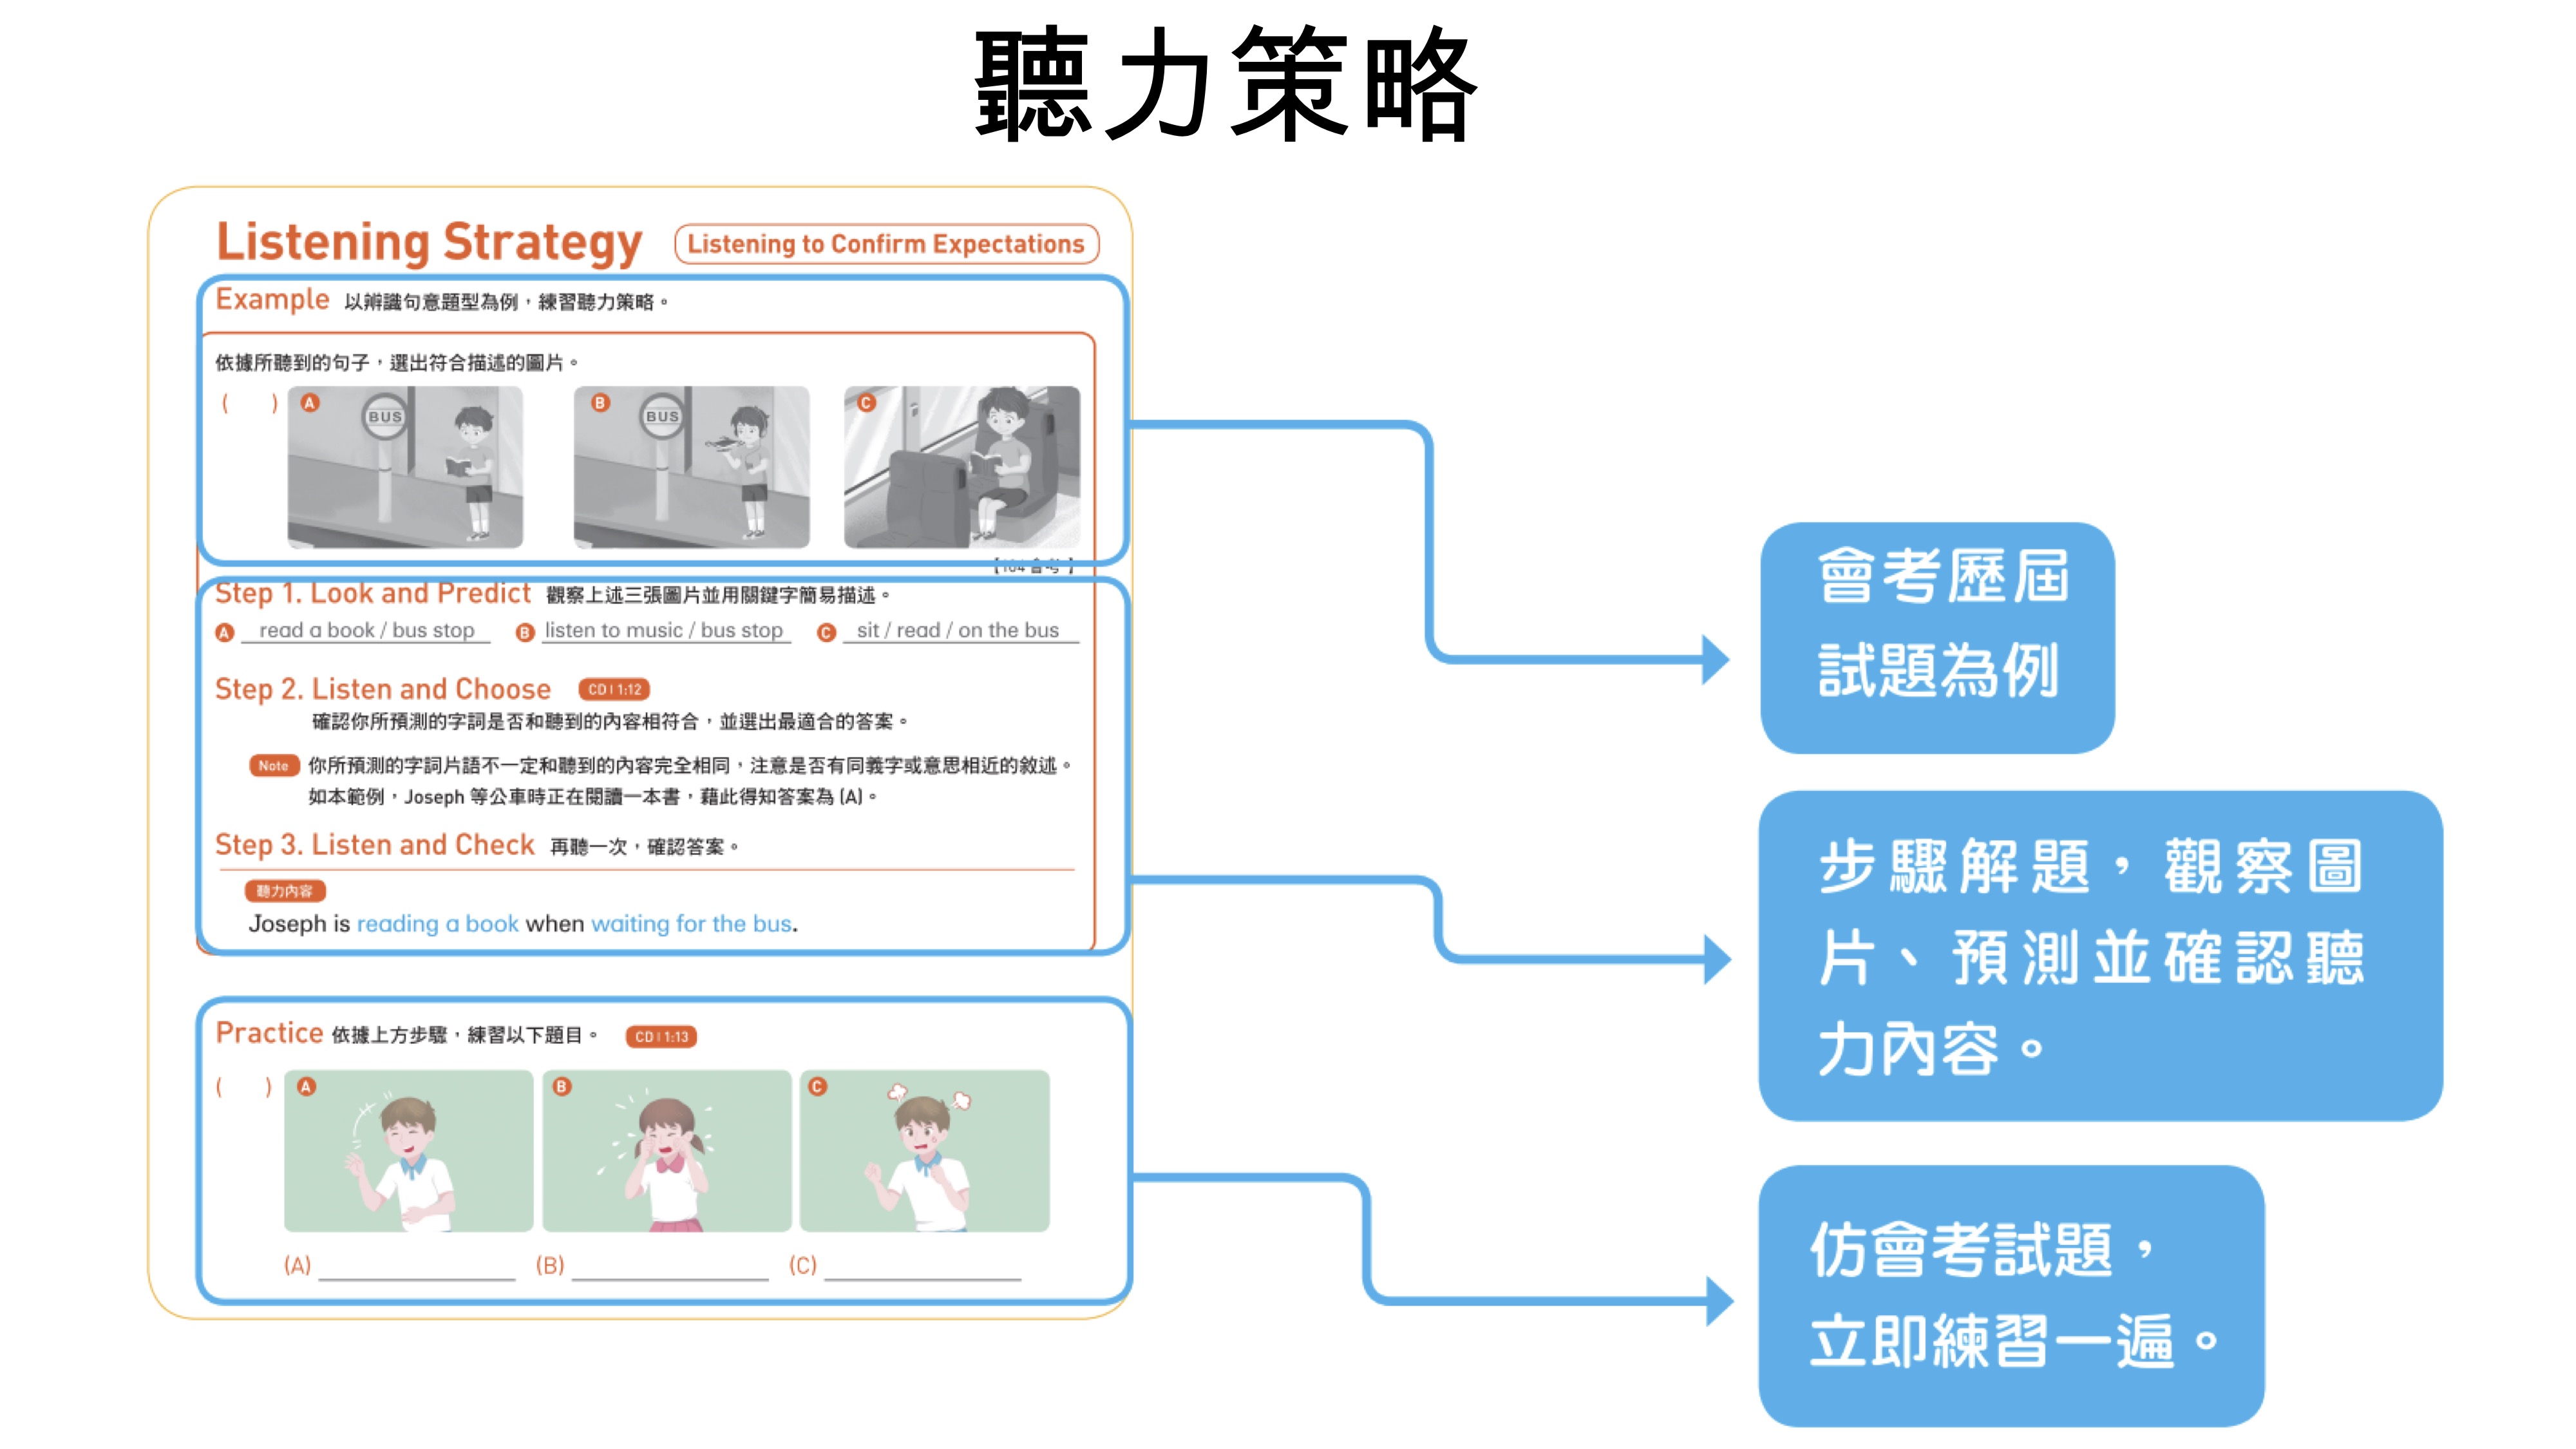 聽力策略
Listening Strategy
Listening to Confirm Expectations
Example 以辨識句意題型為例，練習聽力策略。
依據所聽到的句子，選出符合描述的圖片。
(　) A BUS B BUS C
【104 會考】
Step 1. Look and Predict 觀察上述三張圖片並用關鍵字簡易描述。
A read a book / bus stop B listen to music / bus stop C sit / read / on the bus
Step 2. Listen and Choose CD I 1:12
確認你所預測的字詞是否和聽到的內容相符合，並選出最適合的答案。
Note 你所預測的字詞片語不一定和聽到的內容完全相同，注意是否有同義字或意思相近的敘述。
如本範例，Joseph 等公車時正在閱讀一本書，藉此得知答案為 (A)。
Step 3. Listen and Check 再聽一次，確認答案。
聽力內容
Joseph is reading a book when waiting for the bus.
Practice 依據上方步驟，練習以下題目。 CD I 1:13
(　) A B C
(A) (B) (C)
會考歷屆
試題為例
步驟解題，觀察圖
片、預測並確認聽
力內容。
仿會考試題，
立即練習一遍。